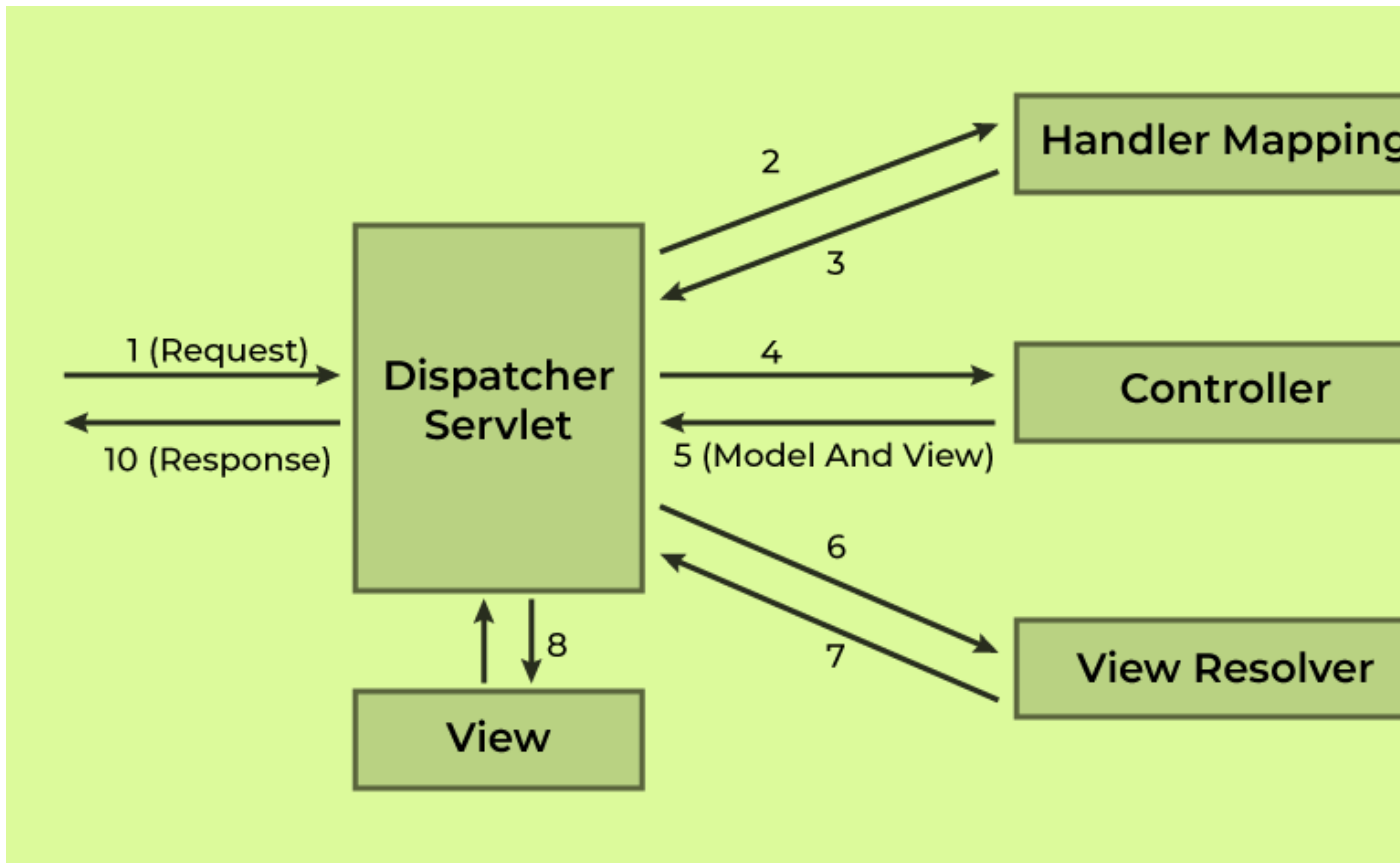 2
Handler Mapping
3
1 (Request)
4
Dispatcher
Servlet
Controller
10 (Response)
5 (Model And View)
6
8
7
View Resolver
View